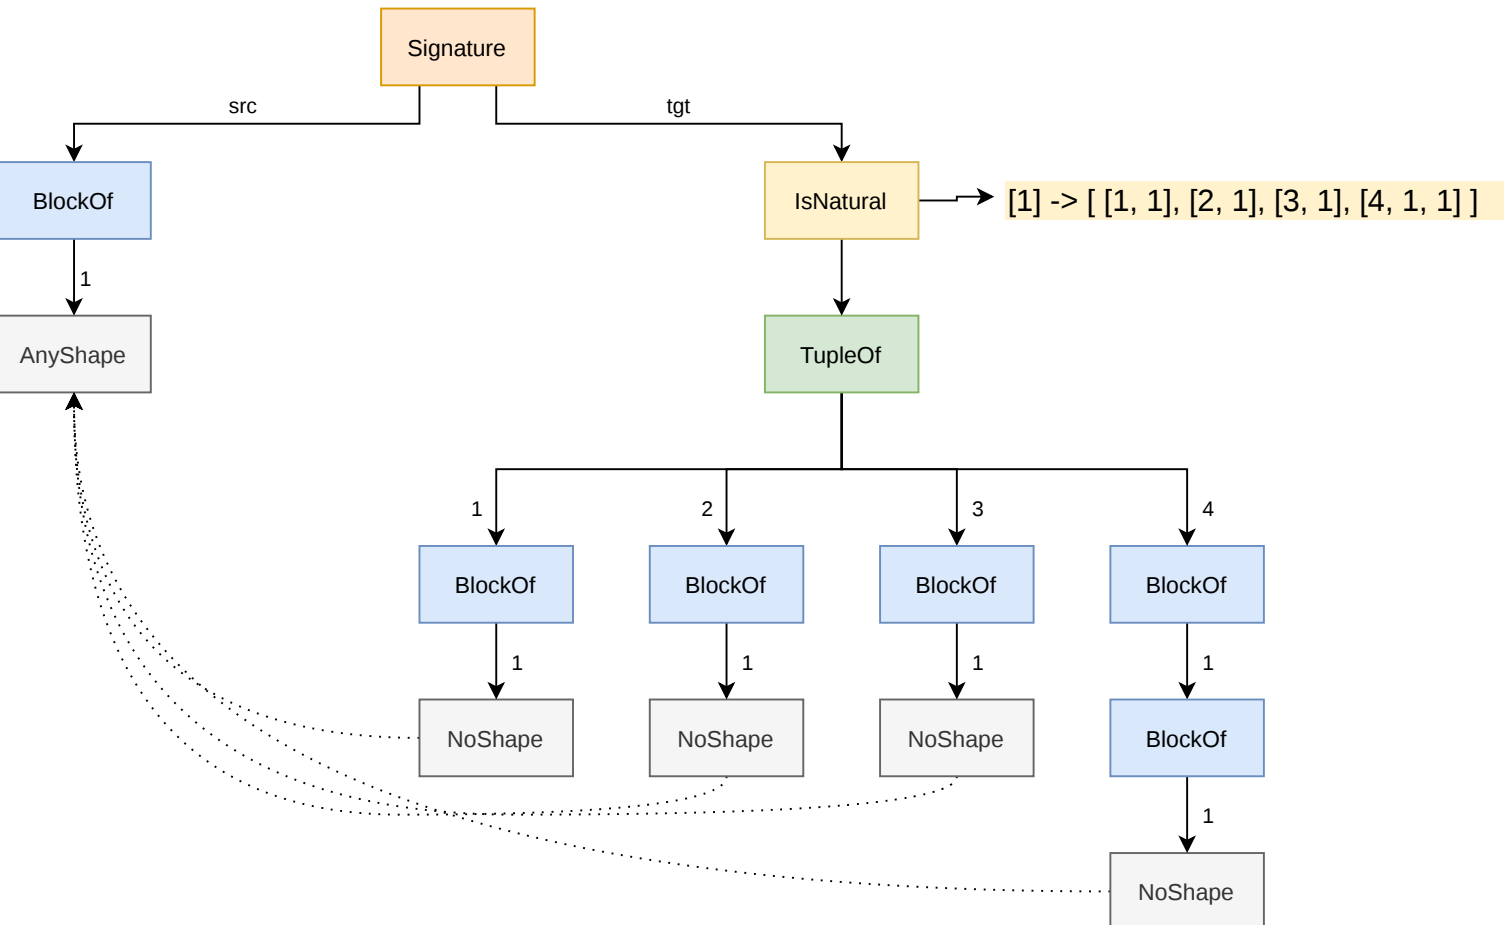 Signature
src
tgt
BlockOf
IsNatural
[1] -> [ [1, 1], [2, 1], [3, 1], [4, 1, 1] ]
1
AnyShape
TupleOf
1
2
3
4
BlockOf
BlockOf
BlockOf
BlockOf
1
1
1
1
NoShape
NoShape
NoShape
BlockOf
1
NoShape